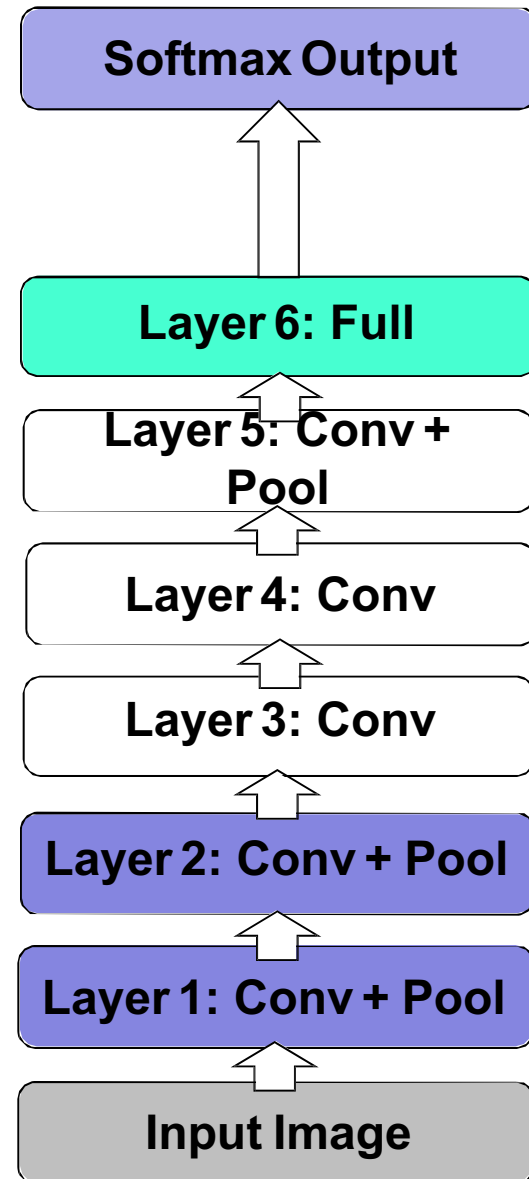 Softmax Output
Layer 6: Full
Layer 5: Conv +
Pool
Layer 4: Conv
Layer 3: Conv
Layer 2: Conv + Pool
Layer 1: Conv + Pool
Input Image